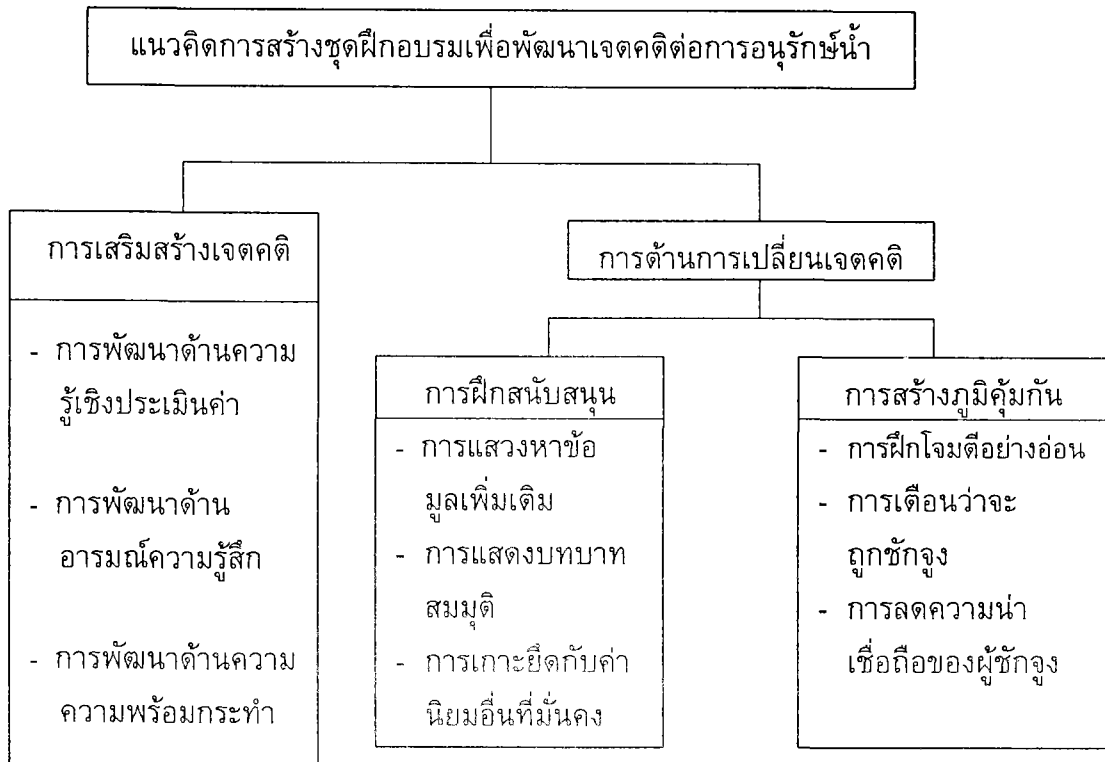 แนวคิดการสร้างชุดฝึกอบรมเพื่อพัฒนาเจตคติต่อการอนุรักษ์น้ำ
การเสริมสร้างเจตคติ
- การพัฒนาด้านความ
รู้เชิงประเมินค่า
- การพัฒนาด้าน
อารมณ์ความรู้สึก
- การพัฒนาด้านความ
ความพร้อมกระทำ
การต้านการเปลี่ยนเจตคติ
การฝึกสนับสนุน
- การแสวงหาข้อ
มูลเพิ่มเติม
- การแสดงบทบาท
สมมุติ
- การเกาะยึดกับค่า
นิยมอื่นที่มั่นคง
การสร้างภูมิคุ้มกัน
- การฝึกโจมตีอย่างอ่อน
- การเตือนว่าจะ
ถูกชักจูง
- การลดความน่า
เชื่อถือของผู้ชักจูง